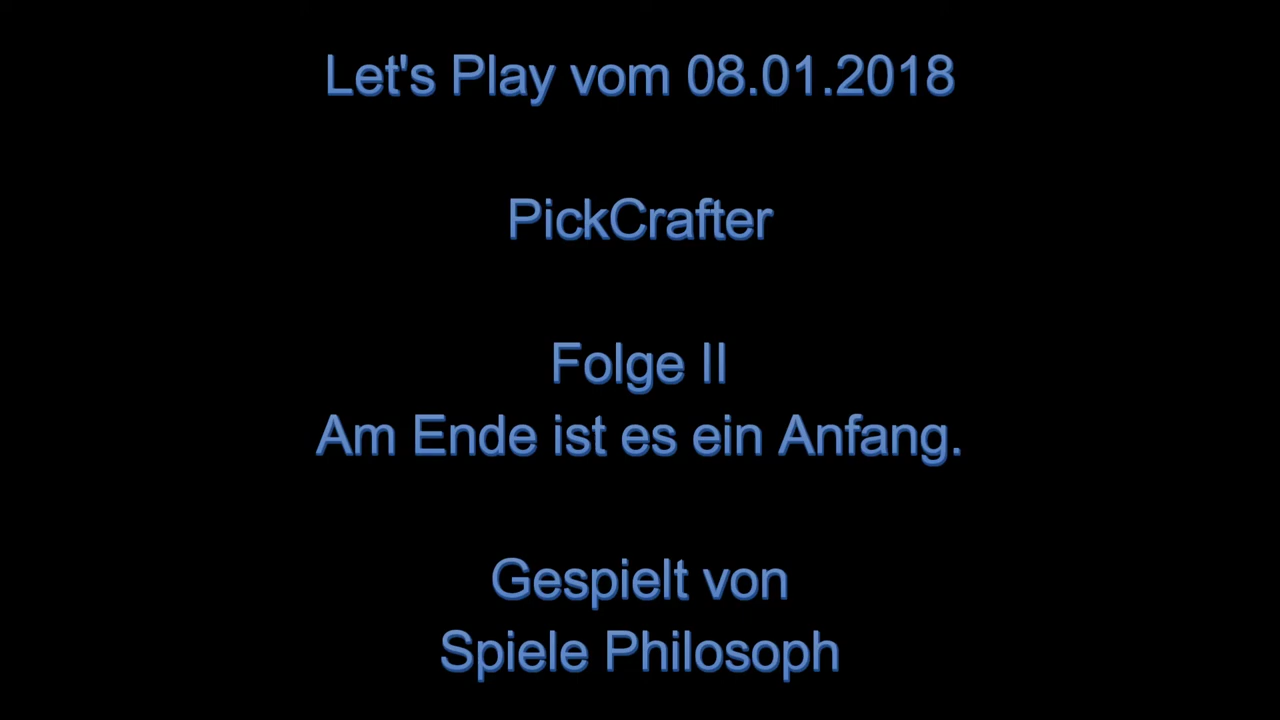 Let's Play vom 08.01.2018
PickCrafter
Folge II
Am Ende ist es ein Anfang.
Gespielt von
Spiele Philosoph